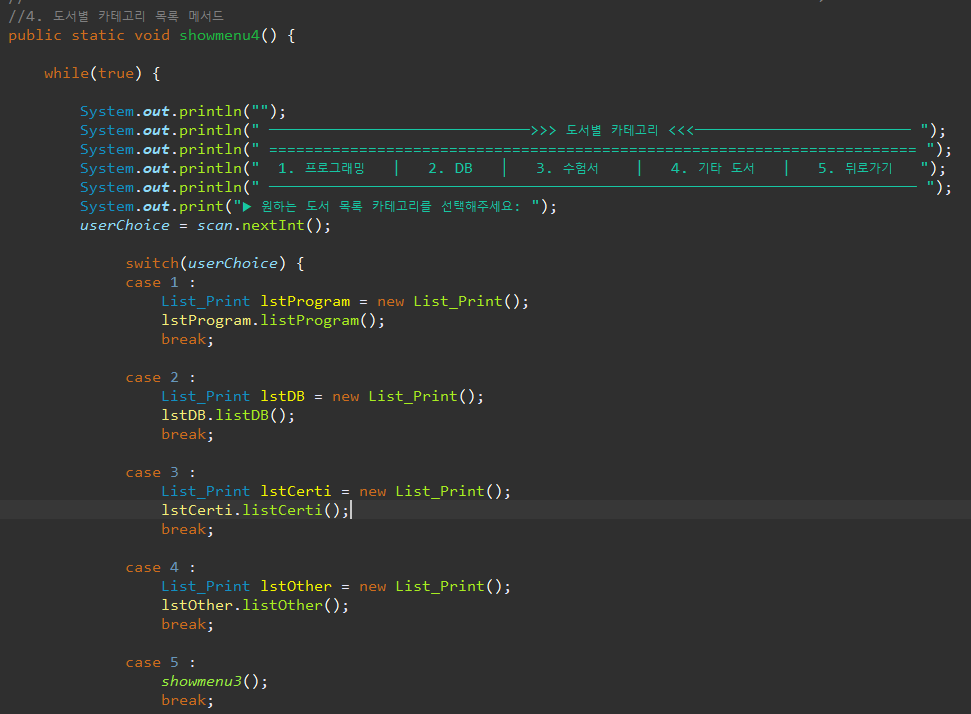 //4. 도서별 카테고리 목록 메서드
public static void showmenu4() {
while(true) {
System.out.println("");
System.out.println(" ─────────────────────────────>>> 도서별 카테고리 <<<──────────────────────── ");
System.out.println(" ======================================================================== ");
System.out.println("  1. 프로그래밍   |   2. DB   |   3. 수험서    |   4. 기타 도서   |   5. 뒤로가기   ");
System.out.println(" ──────────────────────────────────────────────────────────────────────── ");
System.out.print("▶ 원하는 도서 목록 카테고리를 선택해주세요: ");
userChoice = scan.nextInt();
switch(userChoice) {
case 1 :
List_Print lstProgram = new List_Print();
lstProgram.listProgram();
break;
case 2 :
List_Print lstDB = new List_Print();
lstDB.listDB();
break;
case 3 :
List_Print lstCerti = new List_Print();
lstCerti.listCerti();
break;
case 4 :
List_Print lstOther = new List_Print();
lstOther.listOther();
break;
case 5 :
showmenu3();
break;